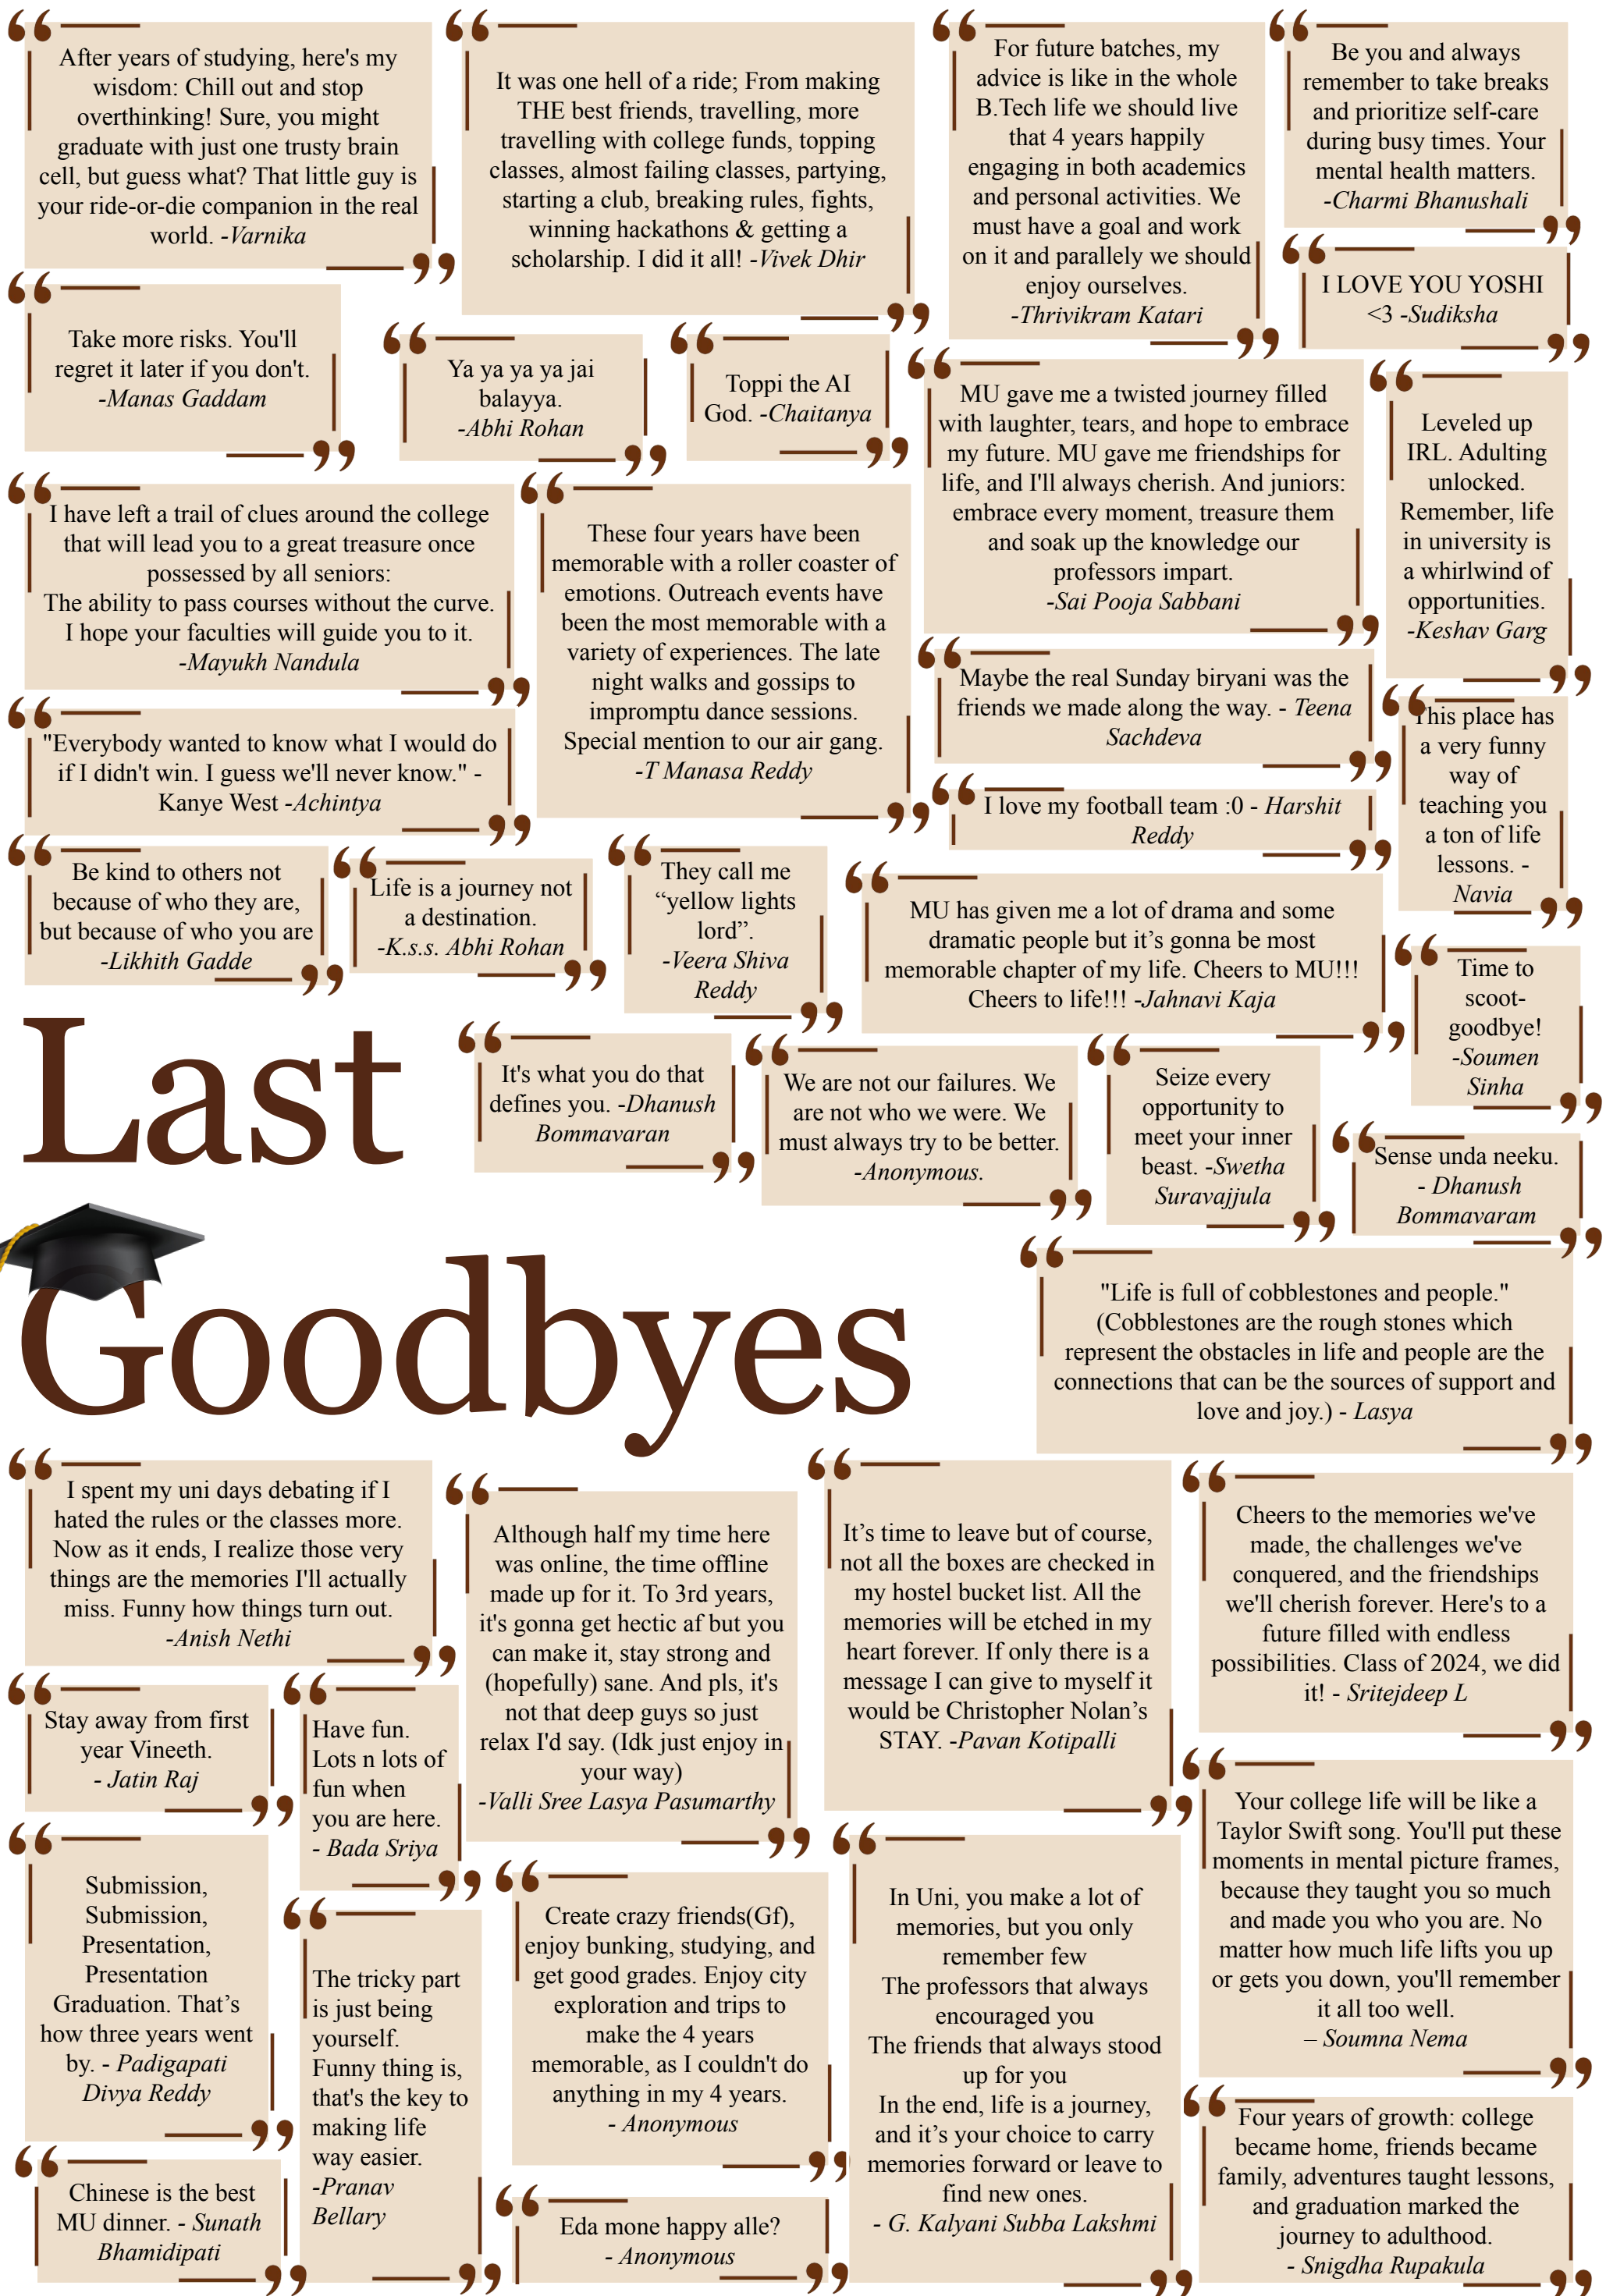 After years of studying, here's my
wisdom: Chill out and stop
overthinking! Sure, you might
graduate with just one trusty brain
cell, but guess what? That little guy is
your ride-or-die companion in the real
world. -Varnika
It was one hell of a ride; From making
THE best friends, travelling, more
travelling with college funds, topping
classes, almost failing classes, partying,
starting a club, breaking rules, fights,
winning hackathons & getting a
scholarship. I did it all! -Vivek Dhir
For future batches, my
advice is like in the whole
B.Tech life we should live
that 4 years happily
engaging in both academics
and personal activities. We
must have a goal and work
on it and parallely we should
enjoy ourselves.
-Thrivikram Katari
Be you and always
remember to take breaks
and prioritize self-care
during busy times. Your
mental health matters.
-Charmi Bhanushali
I LOVE YOU YOSHI
<3 -Sudiksha
Take more risks. You'll
regret it later if you don't.
-Manas Gaddam
Ya ya ya ya jai
balayya.
-Abhi Rohan
Toppi the AI
God. -Chaitanya
MU gave me a twisted journey filled
with laughter, tears, and hope to embrace
my future. MU gave me friendships for
life, and I'll always cherish. And juniors:
embrace every moment, treasure them
and soak up the knowledge our
professors impart.
-Sai Pooja Sabbani
Leveled up
IRL. Adulting
unlocked.
Remember, life
in university is
a whirlwind of
opportunities.
-Keshav Garg
I have left a trail of clues around the college
that will lead you to a great treasure once
possessed by all seniors:
The ability to pass courses without the curve.
I hope your faculties will guide you to it.
-Mayukh Nandula
These four years have been
memorable with a roller coaster of
emotions. Outreach events have
been the most memorable with a
variety of experiences. The late
night walks and gossips to
impromptu dance sessions.
Special mention to our air gang.
-T Manasa Reddy
Maybe the real Sunday biryani was the
friends we made along the way. - Teena
Sachdeva
This place has
a very funny
way of
teaching you
a ton of life
lessons. -
Navia
"Everybody wanted to know what I would do
if I didn't win. I guess we'll never know." -
Kanye West -Achintya
I love my football team :0 - Harshit
Reddy
Be kind to others not
because of who they are,
but because of who you are
-Likhith Gadde
Life is a journey not
a destination.
-K.s.s. Abhi Rohan
They call me
“yellow lights
lord”.
-Veera Shiva
Reddy
MU has given me a lot of drama and some
dramatic people but it’s gonna be most
memorable chapter of my life. Cheers to MU!!!
Cheers to life!!! -Jahnavi Kaja
Time to
scoot-
goodbye!
-Soumen
Sinha
Last
Goodbyes
It's what you do that
defines you. -Dhanush
Bommavaran
We are not our failures. We
are not who we were. We
must always try to be better.
-Anonymous.
Seize every
opportunity to
meet your inner
beast. -Swetha
Suravajjula
Sense unda neeku.
- Dhanush
Bommavaram
"Life is full of cobblestones and people."
(Cobblestones are the rough stones which
represent the obstacles in life and people are the
connections that can be the sources of support and
love and joy.) - Lasya
I spent my uni days debating if I
hated the rules or the classes more.
Now as it ends, I realize those very
things are the memories I'll actually
miss. Funny how things turn out.
-Anish Nethi
Although half my time here
was online, the time offline
made up for it. To 3rd years,
it's gonna get hectic af but you
can make it, stay strong and
(hopefully) sane. And pls, it's
not that deep guys so just
relax I'd say. (Idk just enjoy in
your way)
-Valli Sree Lasya Pasumarthy
It’s time to leave but of course,
not all the boxes are checked in
my hostel bucket list. All the
memories will be etched in my
heart forever. If only there is a
message I can give to myself it
would be Christopher Nolan’s
STAY. -Pavan Kotipalli
Cheers to the memories we've
made, the challenges we've
conquered, and the friendships
we'll cherish forever. Here's to a
future filled with endless
possibilities. Class of 2024, we did
it! - Sritejdeep L
Stay away from first
year Vineeth.
- Jatin Raj
Have fun.
Lots n lots of
fun when
you are here.
- Bada Sriya
Your college life will be like a
Taylor Swift song. You'll put these
moments in mental picture frames,
because they taught you so much
and made you who you are. No
matter how much life lifts you up
or gets you down, you'll remember
it all too well.
– Soumna Nema
Submission,
Submission,
Presentation,
Presentation
Graduation. That’s
how three years went
by. - Padigapati
Divya Reddy
The tricky part
is just being
yourself.
Funny thing is,
that's the key to
making life
way easier.
-Pranav
Bellary
Create crazy friends(Gf),
enjoy bunking, studying, and
get good grades. Enjoy city
exploration and trips to
make the 4 years
memorable, as I couldn't do
anything in my 4 years.
- Anonymous
In Uni, you make a lot of
memories, but you only
remember few
The professors that always
encouraged you
The friends that always stood
up for you
In the end, life is a journey,
and it’s your choice to carry
memories forward or leave to
find new ones.
- G. Kalyani Subba Lakshmi
Four years of growth: college
became home, friends became
family, adventures taught lessons,
and graduation marked the
journey to adulthood.
- Snigdha Rupakula
Chinese is the best
MU dinner. - Sunath
Bhamidipati
Eda mone happy alle?
- Anonymous